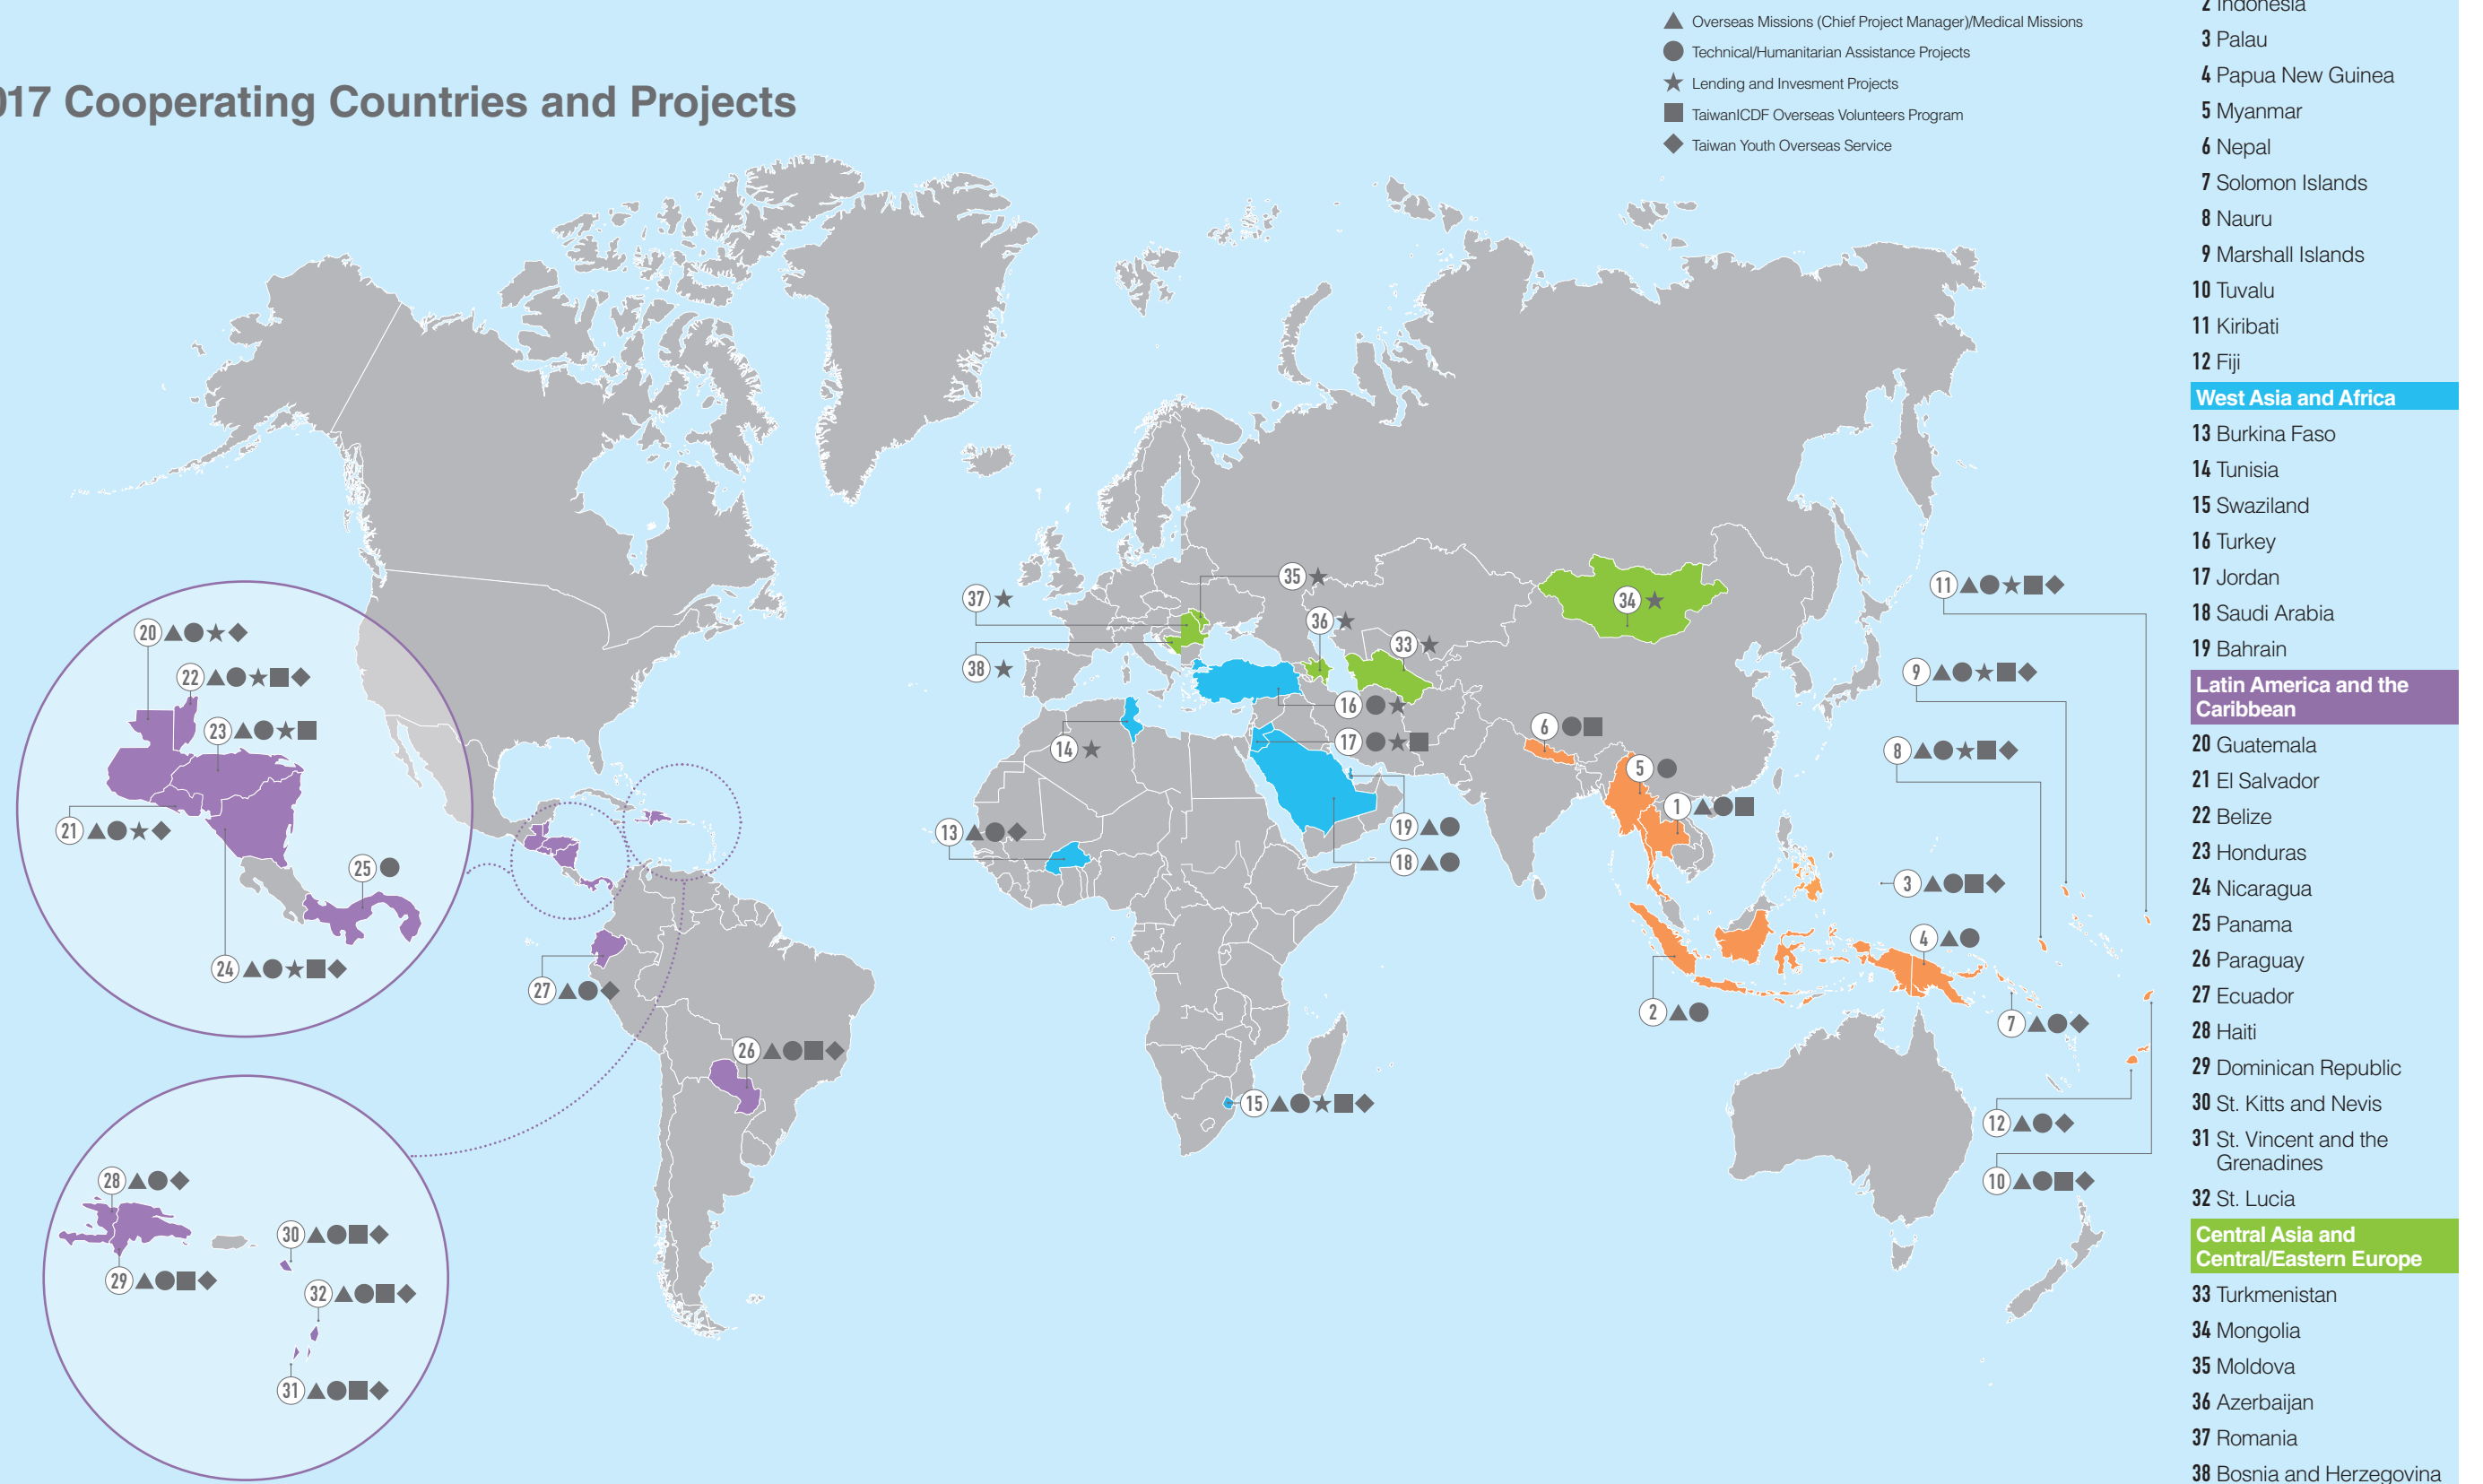 ▲ Overseas Missions (Chief Project Manager)/Medical Missions
● Technical/Humanitarian Assistance Projects
★ Lending and Invesment Projects
■ TaiwanICDF Overseas Volunteers Program
◆ Taiwan Youth Overseas Service
017 Cooperating Countries and Projects
20 ▲●★◆
22 ▲●★■◆
23 ▲●★■
21 ▲●★◆
25 ●
24 ▲●★■◆
28 ▲●◆
29 ▲●■◆
30 ▲●■◆
32 ▲●■◆
31 ▲●■◆
27 ▲●◆
26 ▲●■◆
37 ★
38 ★
35 ★
36 ★
33 ★
34 ★
14 ★
16 ●★
17 ●★■
13 ▲●◆
19 ▲●
18 ▲●
15 ▲●★■◆
6 ●■
5 ●
1 ▲●■
2 ▲●
3 ▲●■◆
4 ▲●
11 ▲●★■◆
9 ▲●★■◆
8 ▲●★■◆
7 ▲●◆
12 ▲●◆
10 ▲●■◆
2 Indonesia
3 Palau
4 Papua New Guinea
5 Myanmar
6 Nepal
7 Solomon Islands
8 Nauru
9 Marshall Islands
10 Tuvalu
11 Kiribati
12 Fiji
West Asia and Africa
13 Burkina Faso
14 Tunisia
15 Swaziland
16 Turkey
17 Jordan
18 Saudi Arabia
19 Bahrain
Latin America and the
Caribbean
20 Guatemala
21 El Salvador
22 Belize
23 Honduras
24 Nicaragua
25 Panama
26 Paraguay
27 Ecuador
28 Haiti
29 Dominican Republic
30 St. Kitts and Nevis
31 St. Vincent and the
Grenadines
32 St. Lucia
Central Asia and
Central/Eastern Europe
33 Turkmenistan
34 Mongolia
35 Moldova
36 Azerbaijan
37 Romania
38 Bosnia and Herzegovina